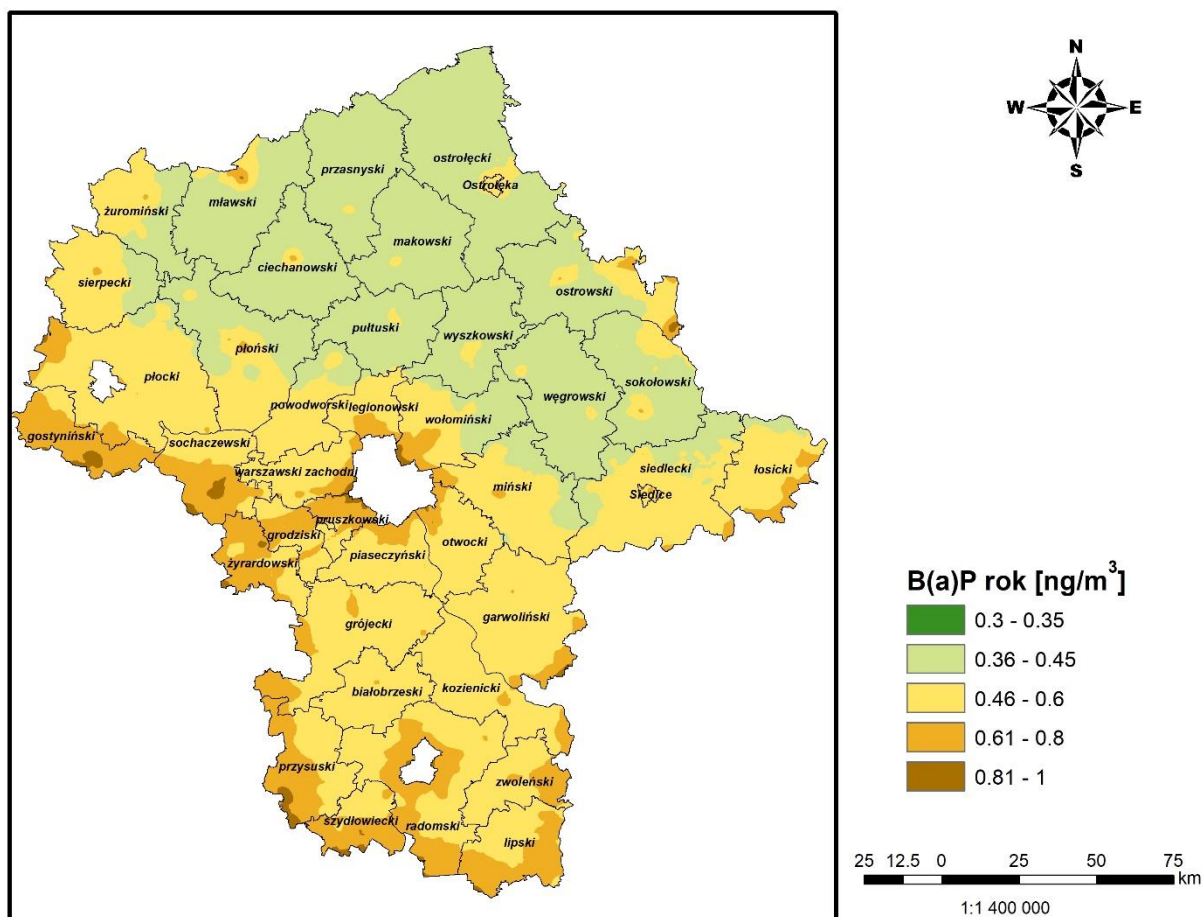 N
W E
S
ostrołęcki
przasnyski
Ostrołęka
mławski
żuromiński
makowski
ciechanowski
sierpecki
ostrowski
pułtuski
wyszkowski
płoński
płocki
sokołowski
węgrowski
nowodworski
legionowski
wołomiński
gostyniński
sochaczewski
siedlecki
łosicki
warszawski zachodni
miński
Siedlce
pruszkowski
grodziski
otwocki
piaseczyński
żyrardowski
garwoliński
grójecki
białobrzeski
kozienicki
przysuski
zwoleński
szydłowiecki
radomski
lipski
B(a)P rok [ng/m³]
0.3 - 0.35
0.36 - 0.45
0.46 - 0.6
0.61 - 0.8
0.81 - 1
25 12.5 0 25 50 75
km
1:1 400 000